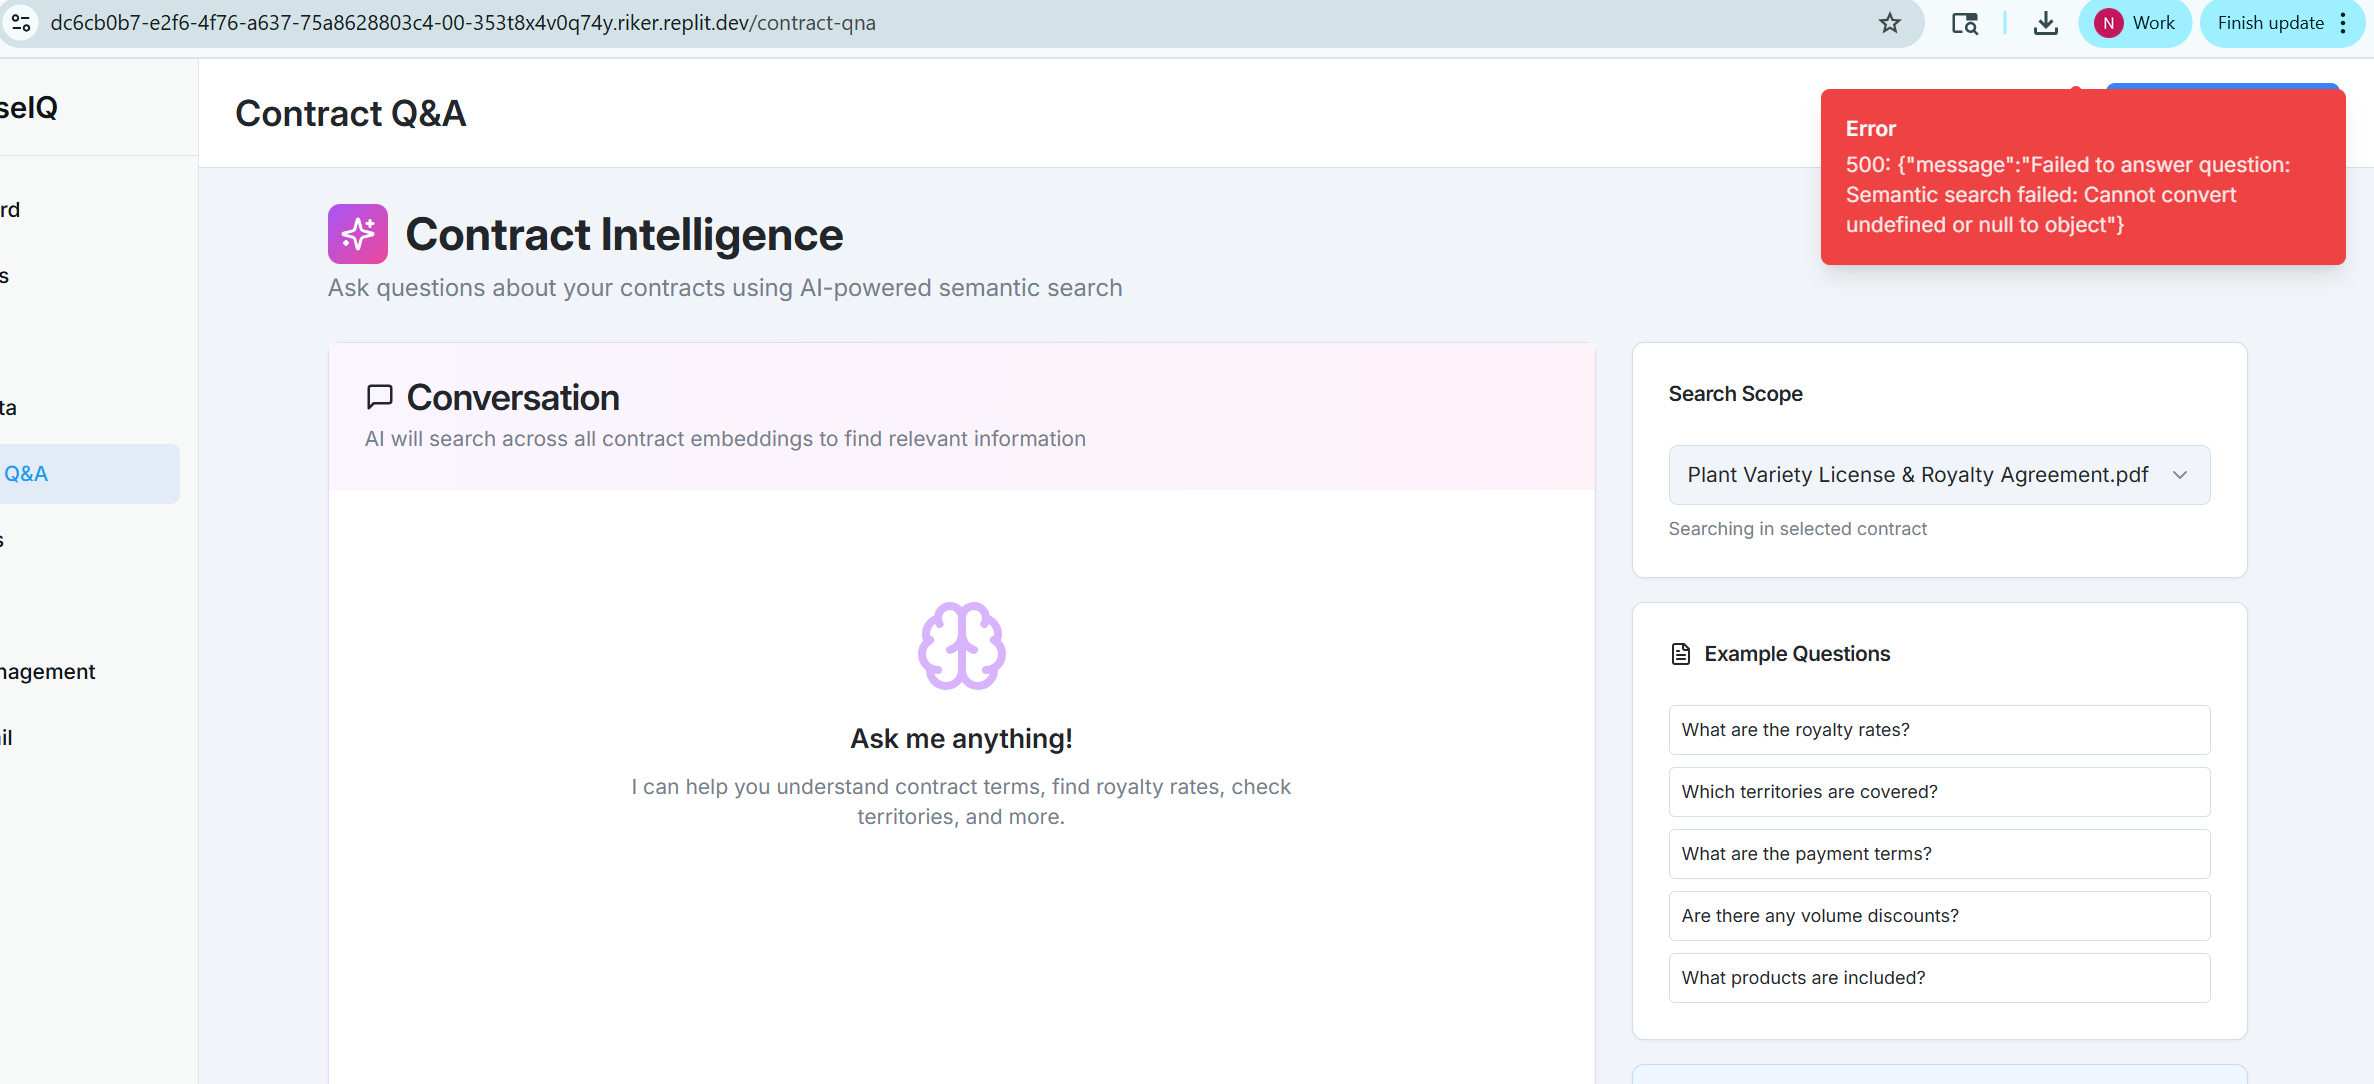 dc6cb0b7-e2f6-4f76-a637-75a8628803c4-00-353t8x4v0q74y.riker.replit.dev/contract-qna
N Work
Finish update
seIQ
Contract Q&A
Error
500: {"message":"Failed to answer question:
Semantic search failed: Cannot convert
undefined or null to object"}
rd
s
ta
Q&A
s
nagement
il
Contract Intelligence
Ask questions about your contracts using AI-powered semantic search
Conversation
AI will search across all contract embeddings to find relevant information
Ask me anything!
I can help you understand contract terms, find royalty rates, check
territories, and more.
Search Scope
Plant Variety License & Royalty Agreement.pdf
Searching in selected contract
Example Questions
What are the royalty rates?
Which territories are covered?
What are the payment terms?
Are there any volume discounts?
What products are included?